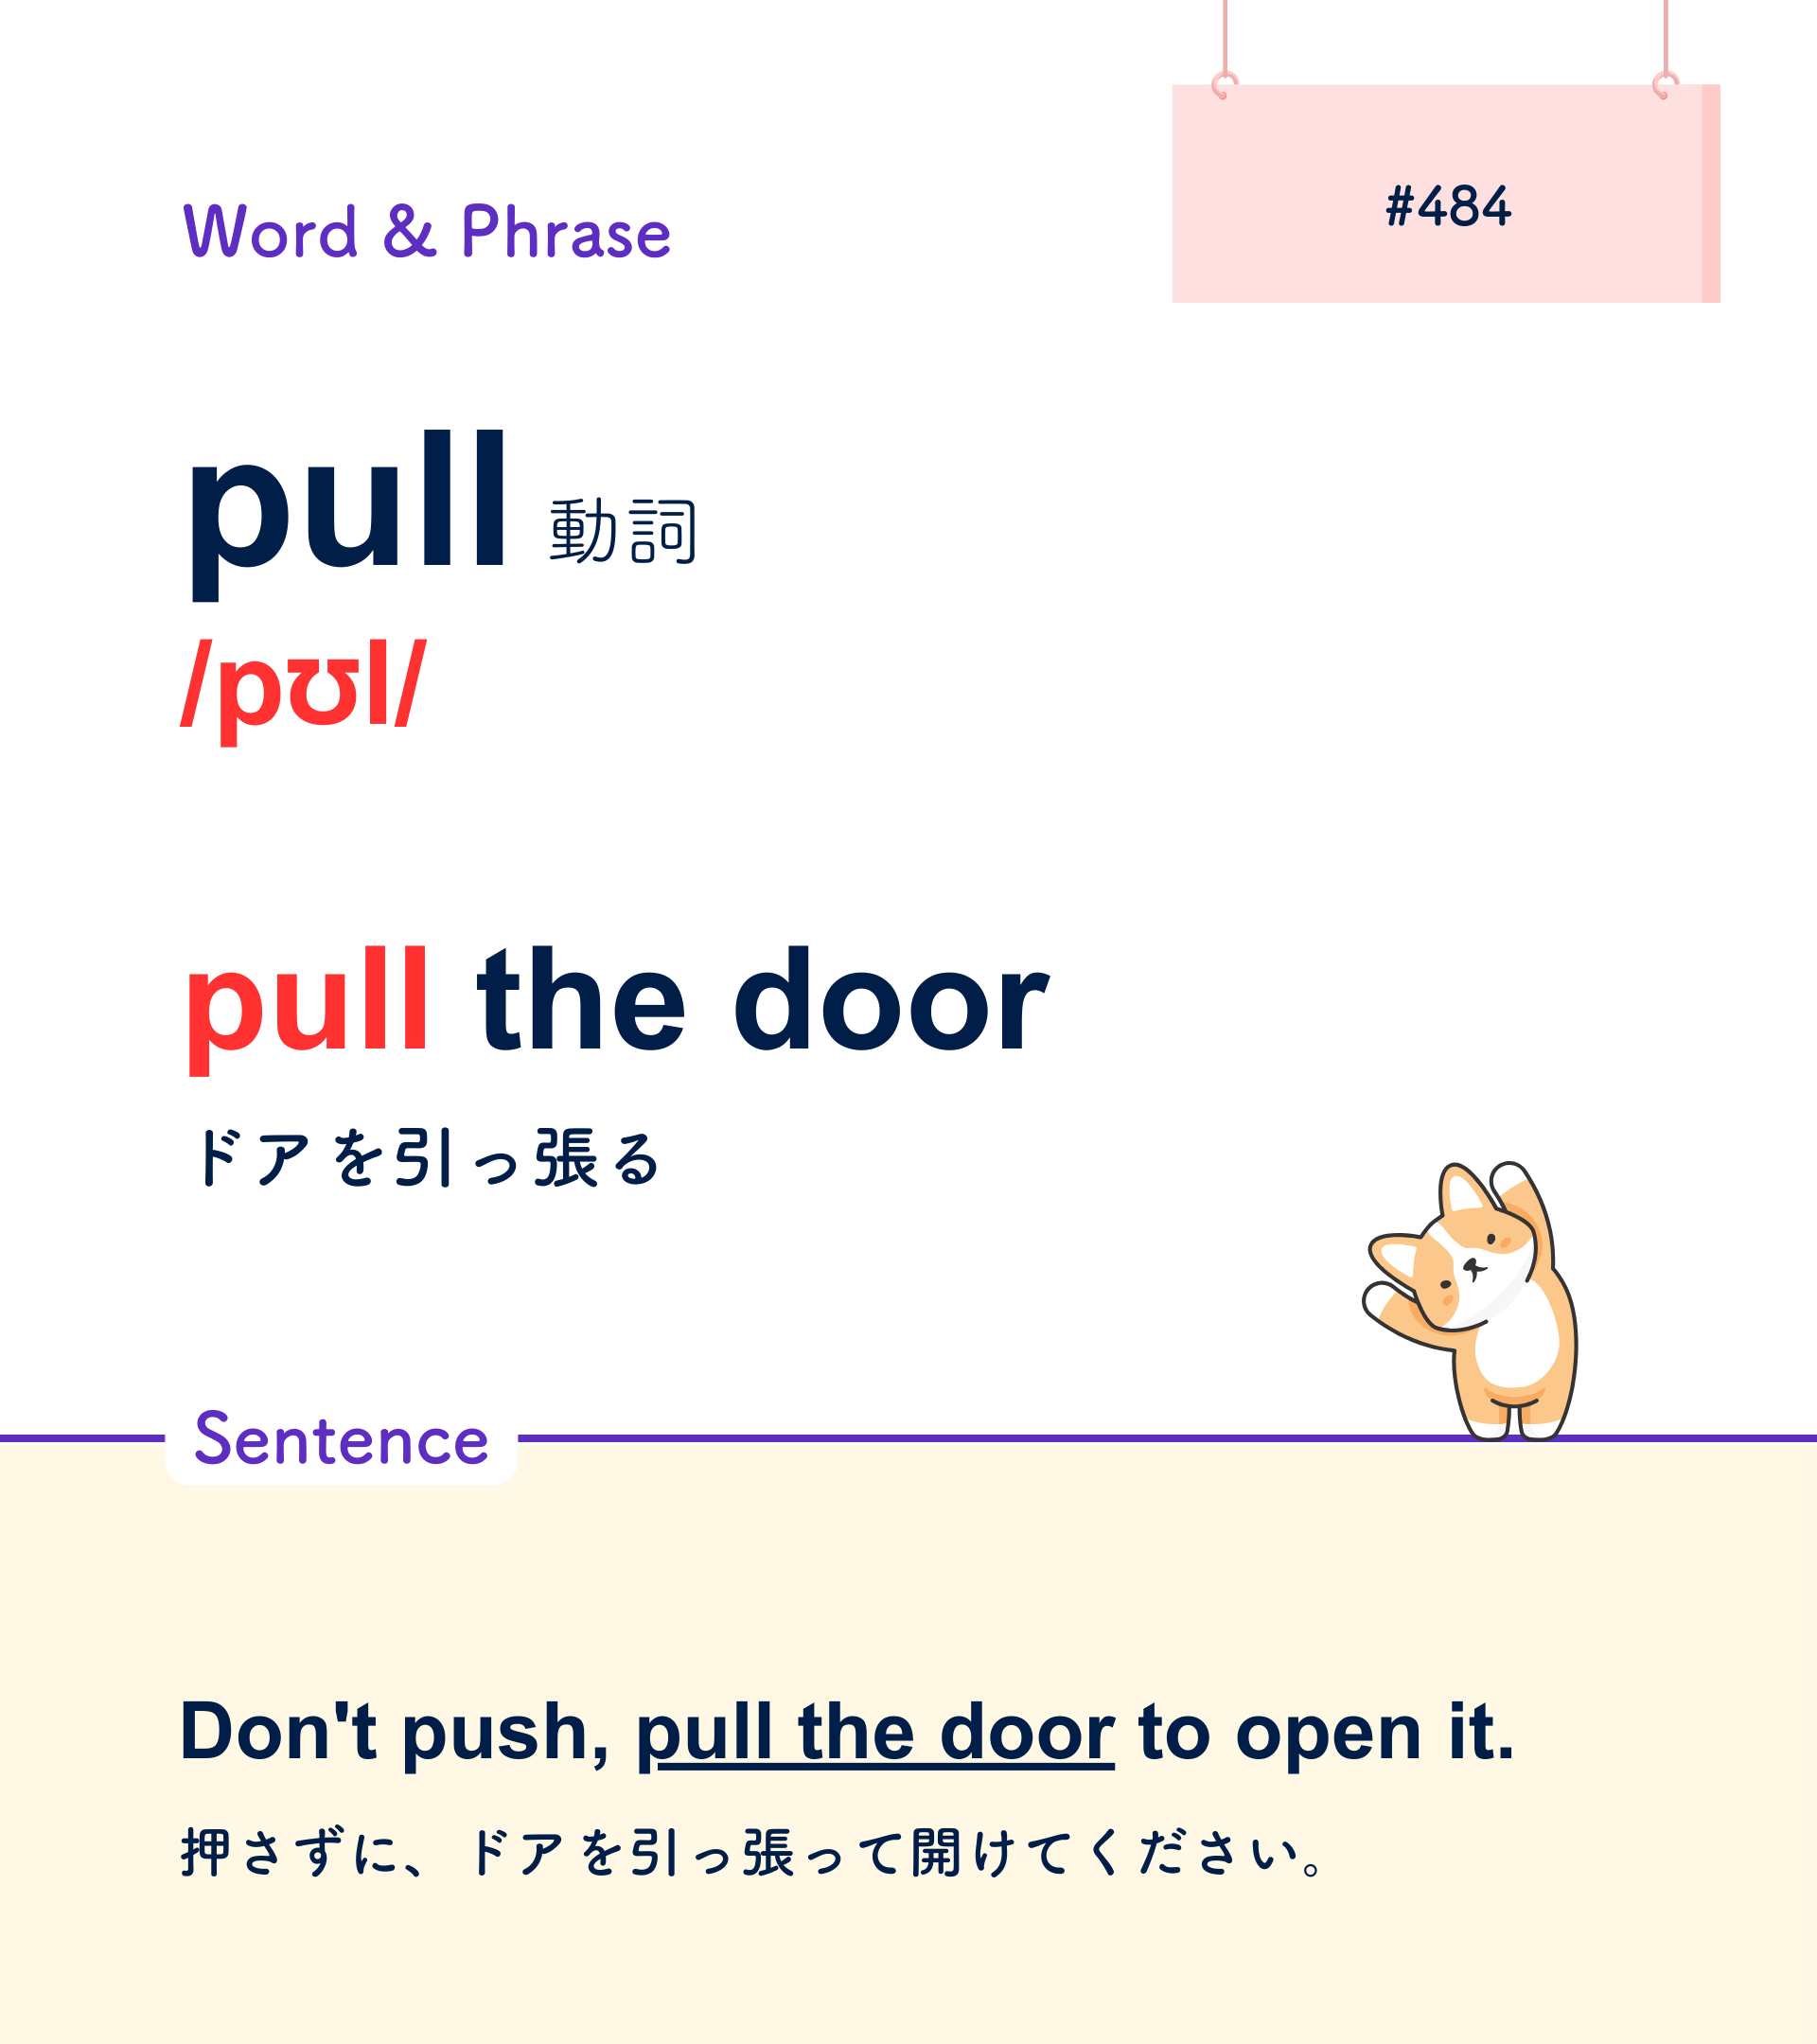 #484
Word & Phrase
pull 動詞
/pʊl/
pull the door
ドアを引っ張る
Sentence
Don't push, pull the door to open it.
押さずに、ドアを引っ張って開けてください。